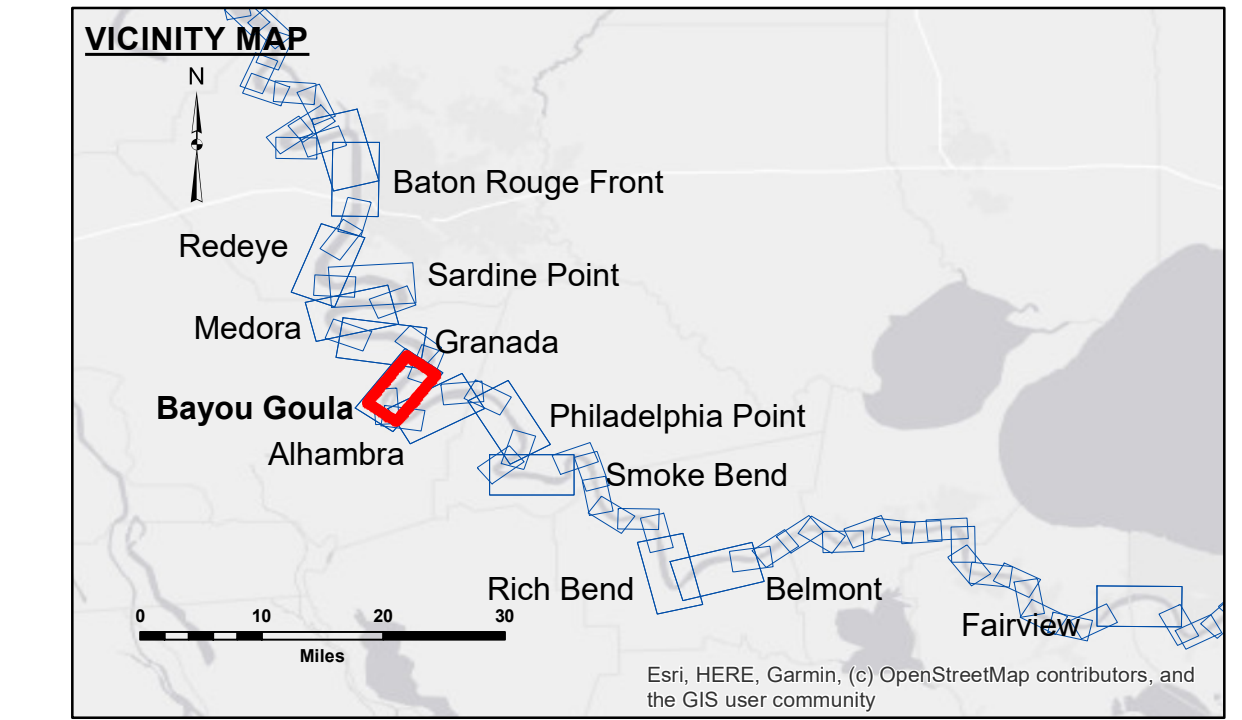 VICINITY MAP
N
Baton Rouge Front
Redeye
Sardine Point
Medora
Granada
Bayou Goula
Philadelphia Point
Alhambra
Smoke Bend
Rich Bend
Belmont
Fairview
0 10 20 30
Miles
Esri, HERE, Garmin, (c) OpenStreetMap contributors, and
the GIS user community